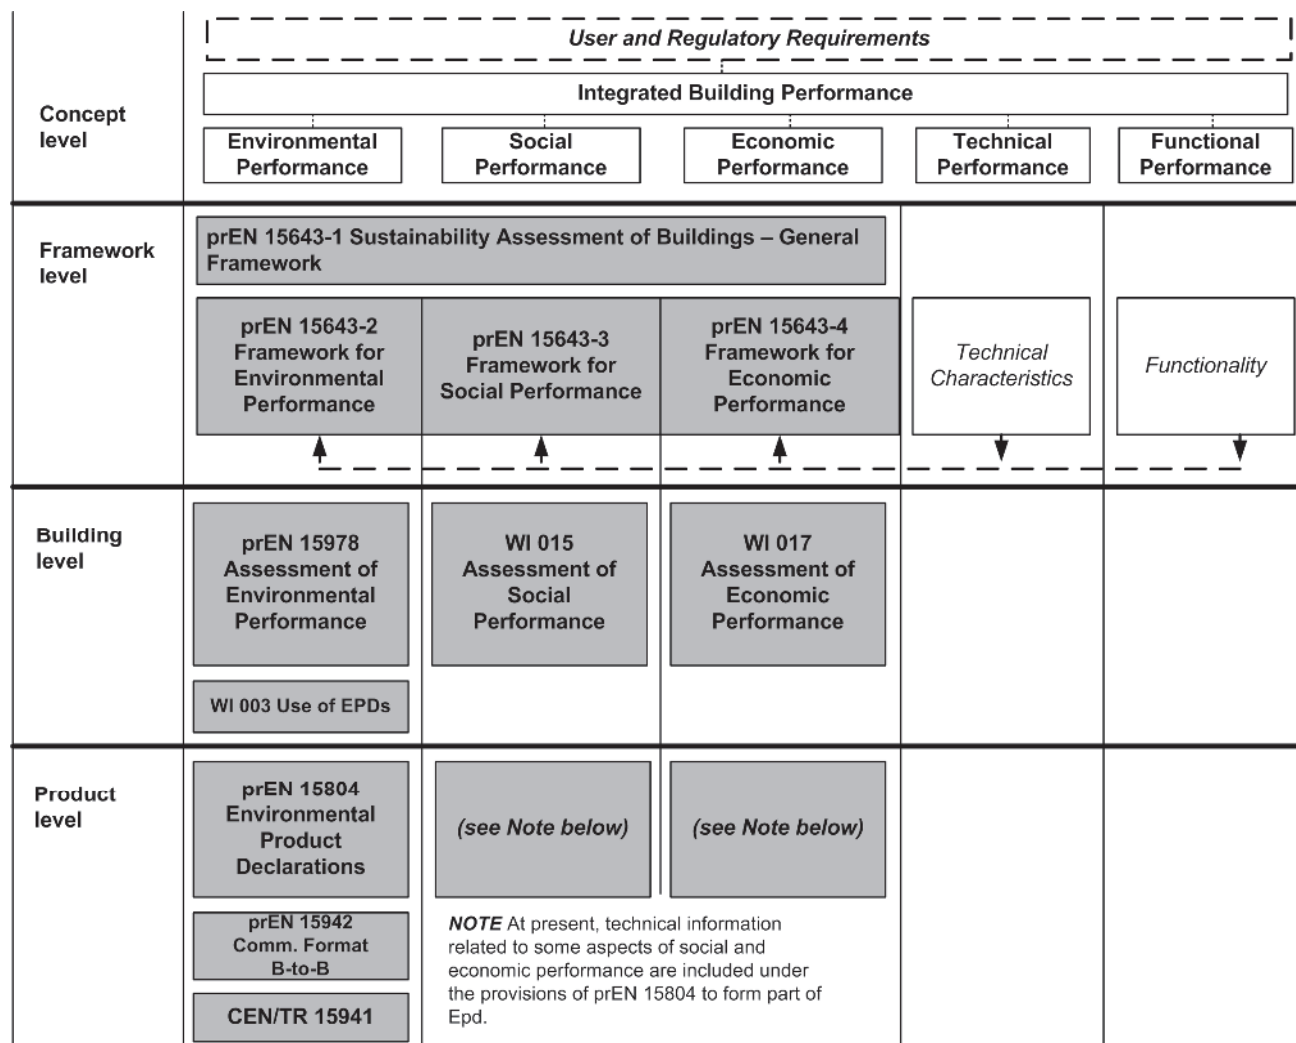 User and Regulatory Requirements
Integrated Building Performance
Concept
level
Environmental
Performance
Social
Performance
Economic
Performance
Technical
Performance
Functional
Performance
Framework
level
prEN 15643-1 Sustainability Assessment of Buildings – General
Framework
prEN 15643-2
Framework for
Environmental
Performance
prEN 15643-3
Framework for
Social Performance
prEN 15643-4
Framework for
Economic
Performance
Technical
Characteristics
Functionality
Building
level
prEN 15978
Assessment of
Environmental
Performance
WI 015
Assessment of
Social
Performance
WI 017
Assessment of
Economic
Performance
WI 003 Use of EPDs
Product
level
prEN 15804
Environmental
Product
Declarations
(see Note below)
(see Note below)
prEN 15942
Comm. Format
B-to-B
CEN/TR 15941
NOTE At present, technical information
related to some aspects of social and
economic performance are included under
the provisions of prEN 15804 to form part of
Epd.